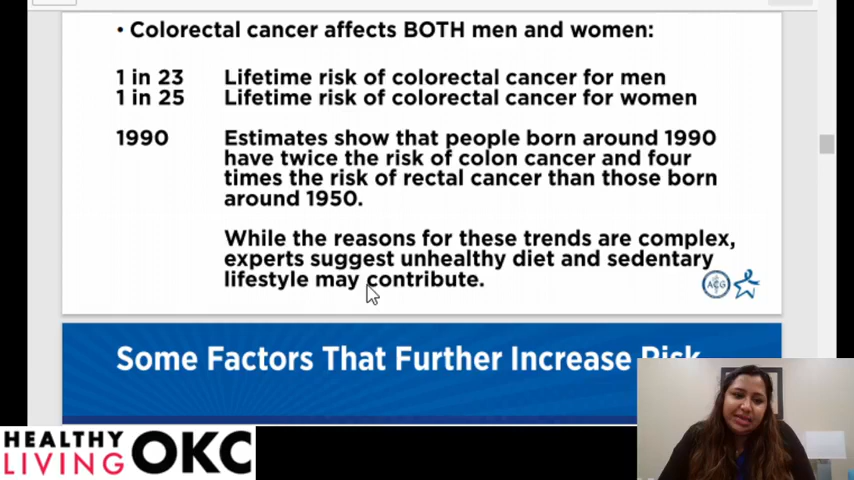 • Colorectal cancer affects BOTH men and women:
1 in 23 Lifetime risk of colorectal cancer for men
1 in 25 Lifetime risk of colorectal cancer for women
1990 Estimates show that people born around 1990
have twice the risk of colon cancer and four
times the risk of rectal cancer than those born
around 1950.
While the reasons for these trends are complex,
experts suggest unhealthy diet and sedentary
lifestyle may contribute.
ACG
Some Factors That Further Increase Risk
HEALTHY
LIVING
OKC